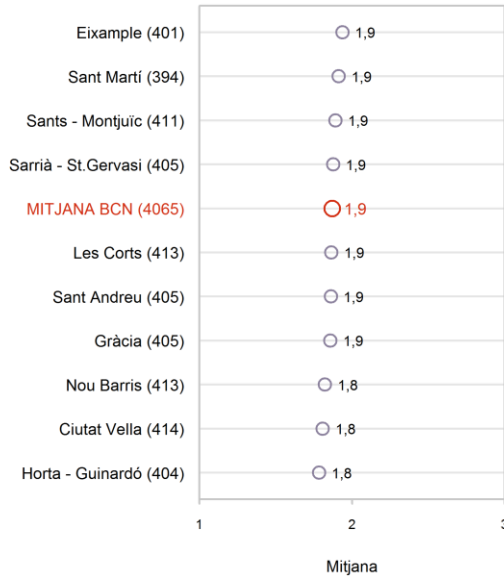 Eixample (401) 1,9
Sant Martí (394) 1,9
Sants - Montjuïc (411) 1,9
Sarrià - St.Gervasi (405) 1,9
MITJANA BCN (4065) 1,9
Les Corts (413) 1,9
Sant Andreu (405) 1,9
Gràcia (405) 1,9
Nou Barris (413) 1,8
Ciutat Vella (414) 1,8
Horta - Guinardó (404) 1,8
1 2 3
Mitjana